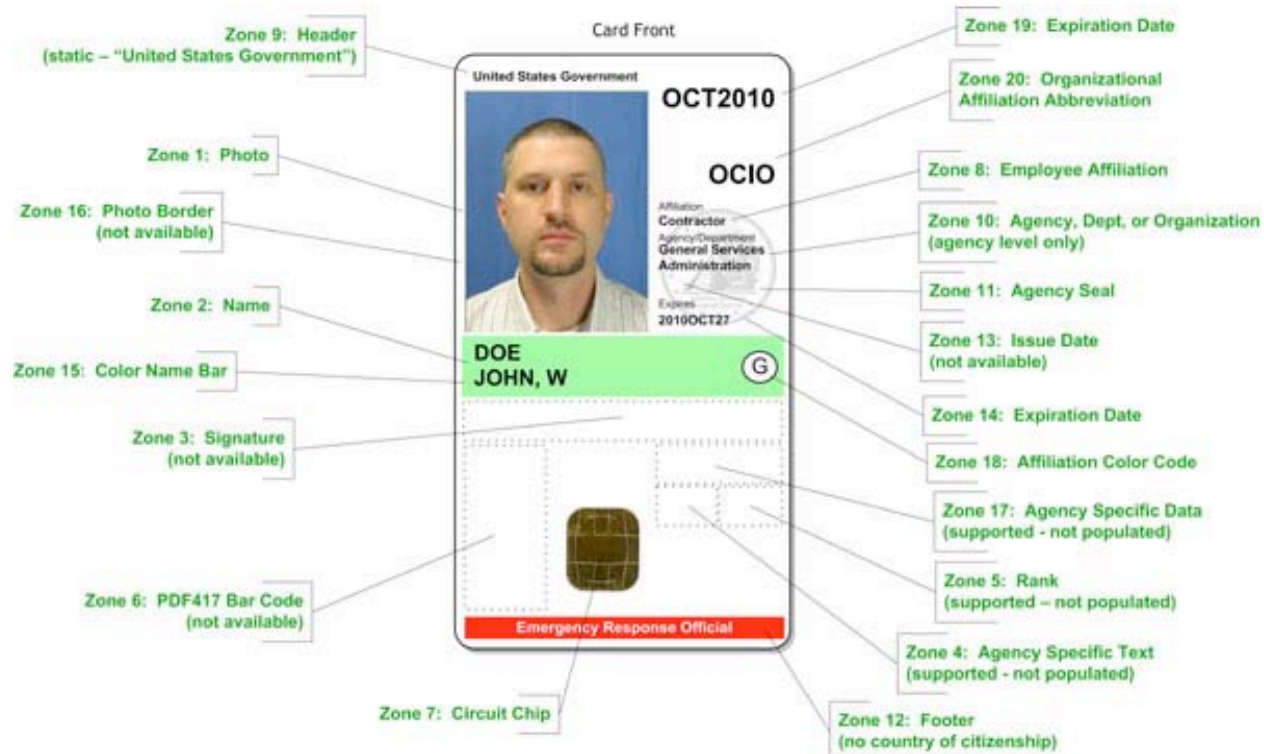 Card Front
Zone 9: Header
(static – “United States Government”)
Zone 1: Photo
Zone 16: Photo Border
(not available)
Zone 2: Name
Zone 15: Color Name Bar
Zone 3: Signature
(not available)
Zone 6: PDF417 Bar Code
(not available)
Zone 7: Circuit Chip
United States Government
OCT2010
OCIO
Affiliation
Contractor
Agency/Department
General Services
Administration
Expires
2010OCT27
DOE
JOHN, W
G
Emergency Response Official
Zone 19: Expiration Date
Zone 20: Organizational
Affiliation Abbreviation
Zone 8: Employee Affiliation
Zone 10: Agency, Dept, or Organization
(agency level only)
Zone 11: Agency Seal
Zone 13: Issue Date
(not available)
Zone 14: Expiration Date
Zone 18: Affiliation Color Code
Zone 17: Agency Specific Data
(supported - not populated)
Zone 5: Rank
(supported – not populated)
Zone 4: Agency Specific Text
(supported - not populated)
Zone 12: Footer
(no country of citizenship)